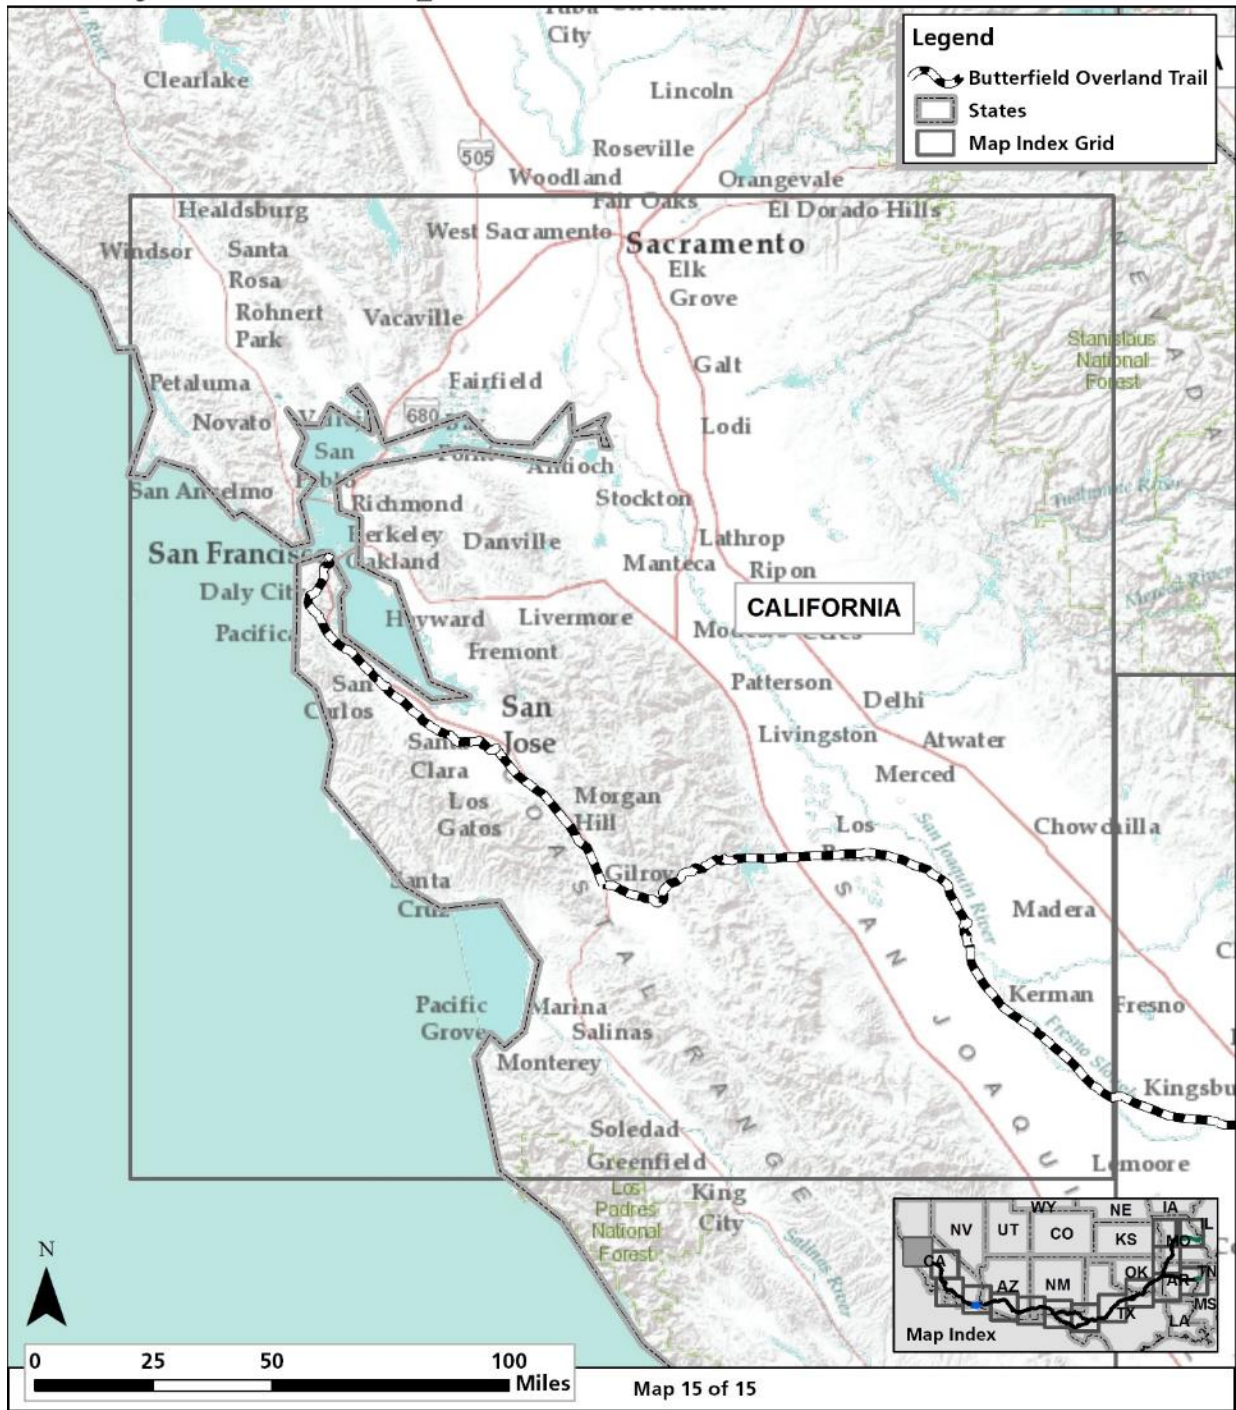 City
Clearlake
Lincoln
505
Roseville
Woodland
Orangevale
Fair Oaks
Healdsburg
El Dorado Hills
West Sacramento
Sacramento
Windsor
Santa
Rosa
Elk
Grove
Rohnert
Park
Vacaville
Stanislaus
National
Forest
Galt
Petaluma
Fairfield
Novato
680
Lodi
San
Antioch
San Anselmo
Stockton
Richmond
Berkeley
Oakland
Danville
Lathrop
San Francisco
Manteca
Ripon
Merced River
Daly City
CALIFORNIA
Pacifica
Hayward
Livermore
Fremont
San
Carlos
Patterson
Delhi
San
Jose
Livingston
Atwater
Santa
Clara
Merced
Los
Gatos
Morgan
Hill
Los
San Joaquin River
Chowchilla
Gilroy
Santa
Cruz
COASTAL RANGE
SAN JOAQUI
NEVADA
Madera
Pacific
Grove
Marina
Salinas
Kerman
Fresno
Monterey
Kingsbu
Soledad
Greenfield
Lemoore
Los
Padres
National
Forest
King
City
Salinas River
Legend
Butterfield Overland Trail
States
Map Index Grid
N
0 25 50 100
Miles
WY NE IA
NV UT CO KS MO IL
CA AZ NM OK AR TN
TX LA MS
Map Index
Map 15 of 15